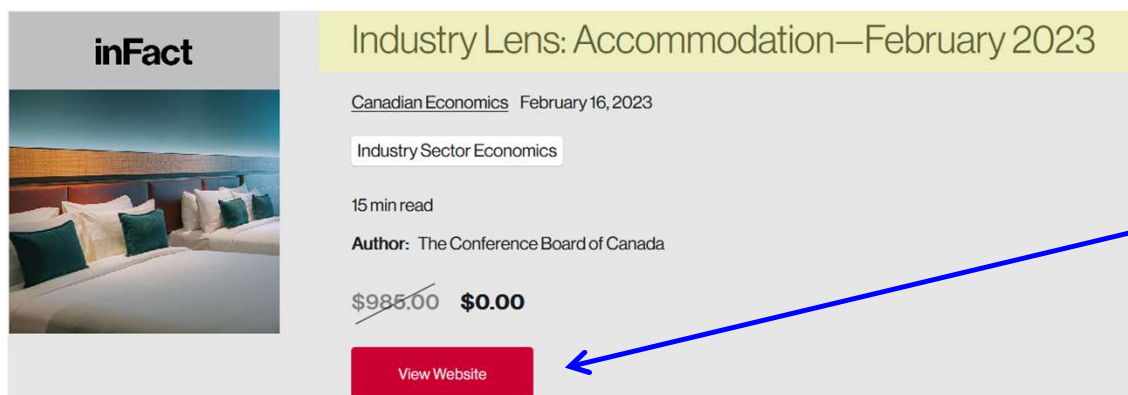 inFact
Industry Lens: Accommodation—February 2023
Canadian Economics February 16, 2023
Industry Sector Economics
15 min read
Author: The Conference Board of Canada
$985.00 $0.00
View Website